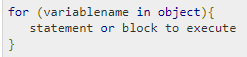 for (variablename in object){
   statement or block to execute
}